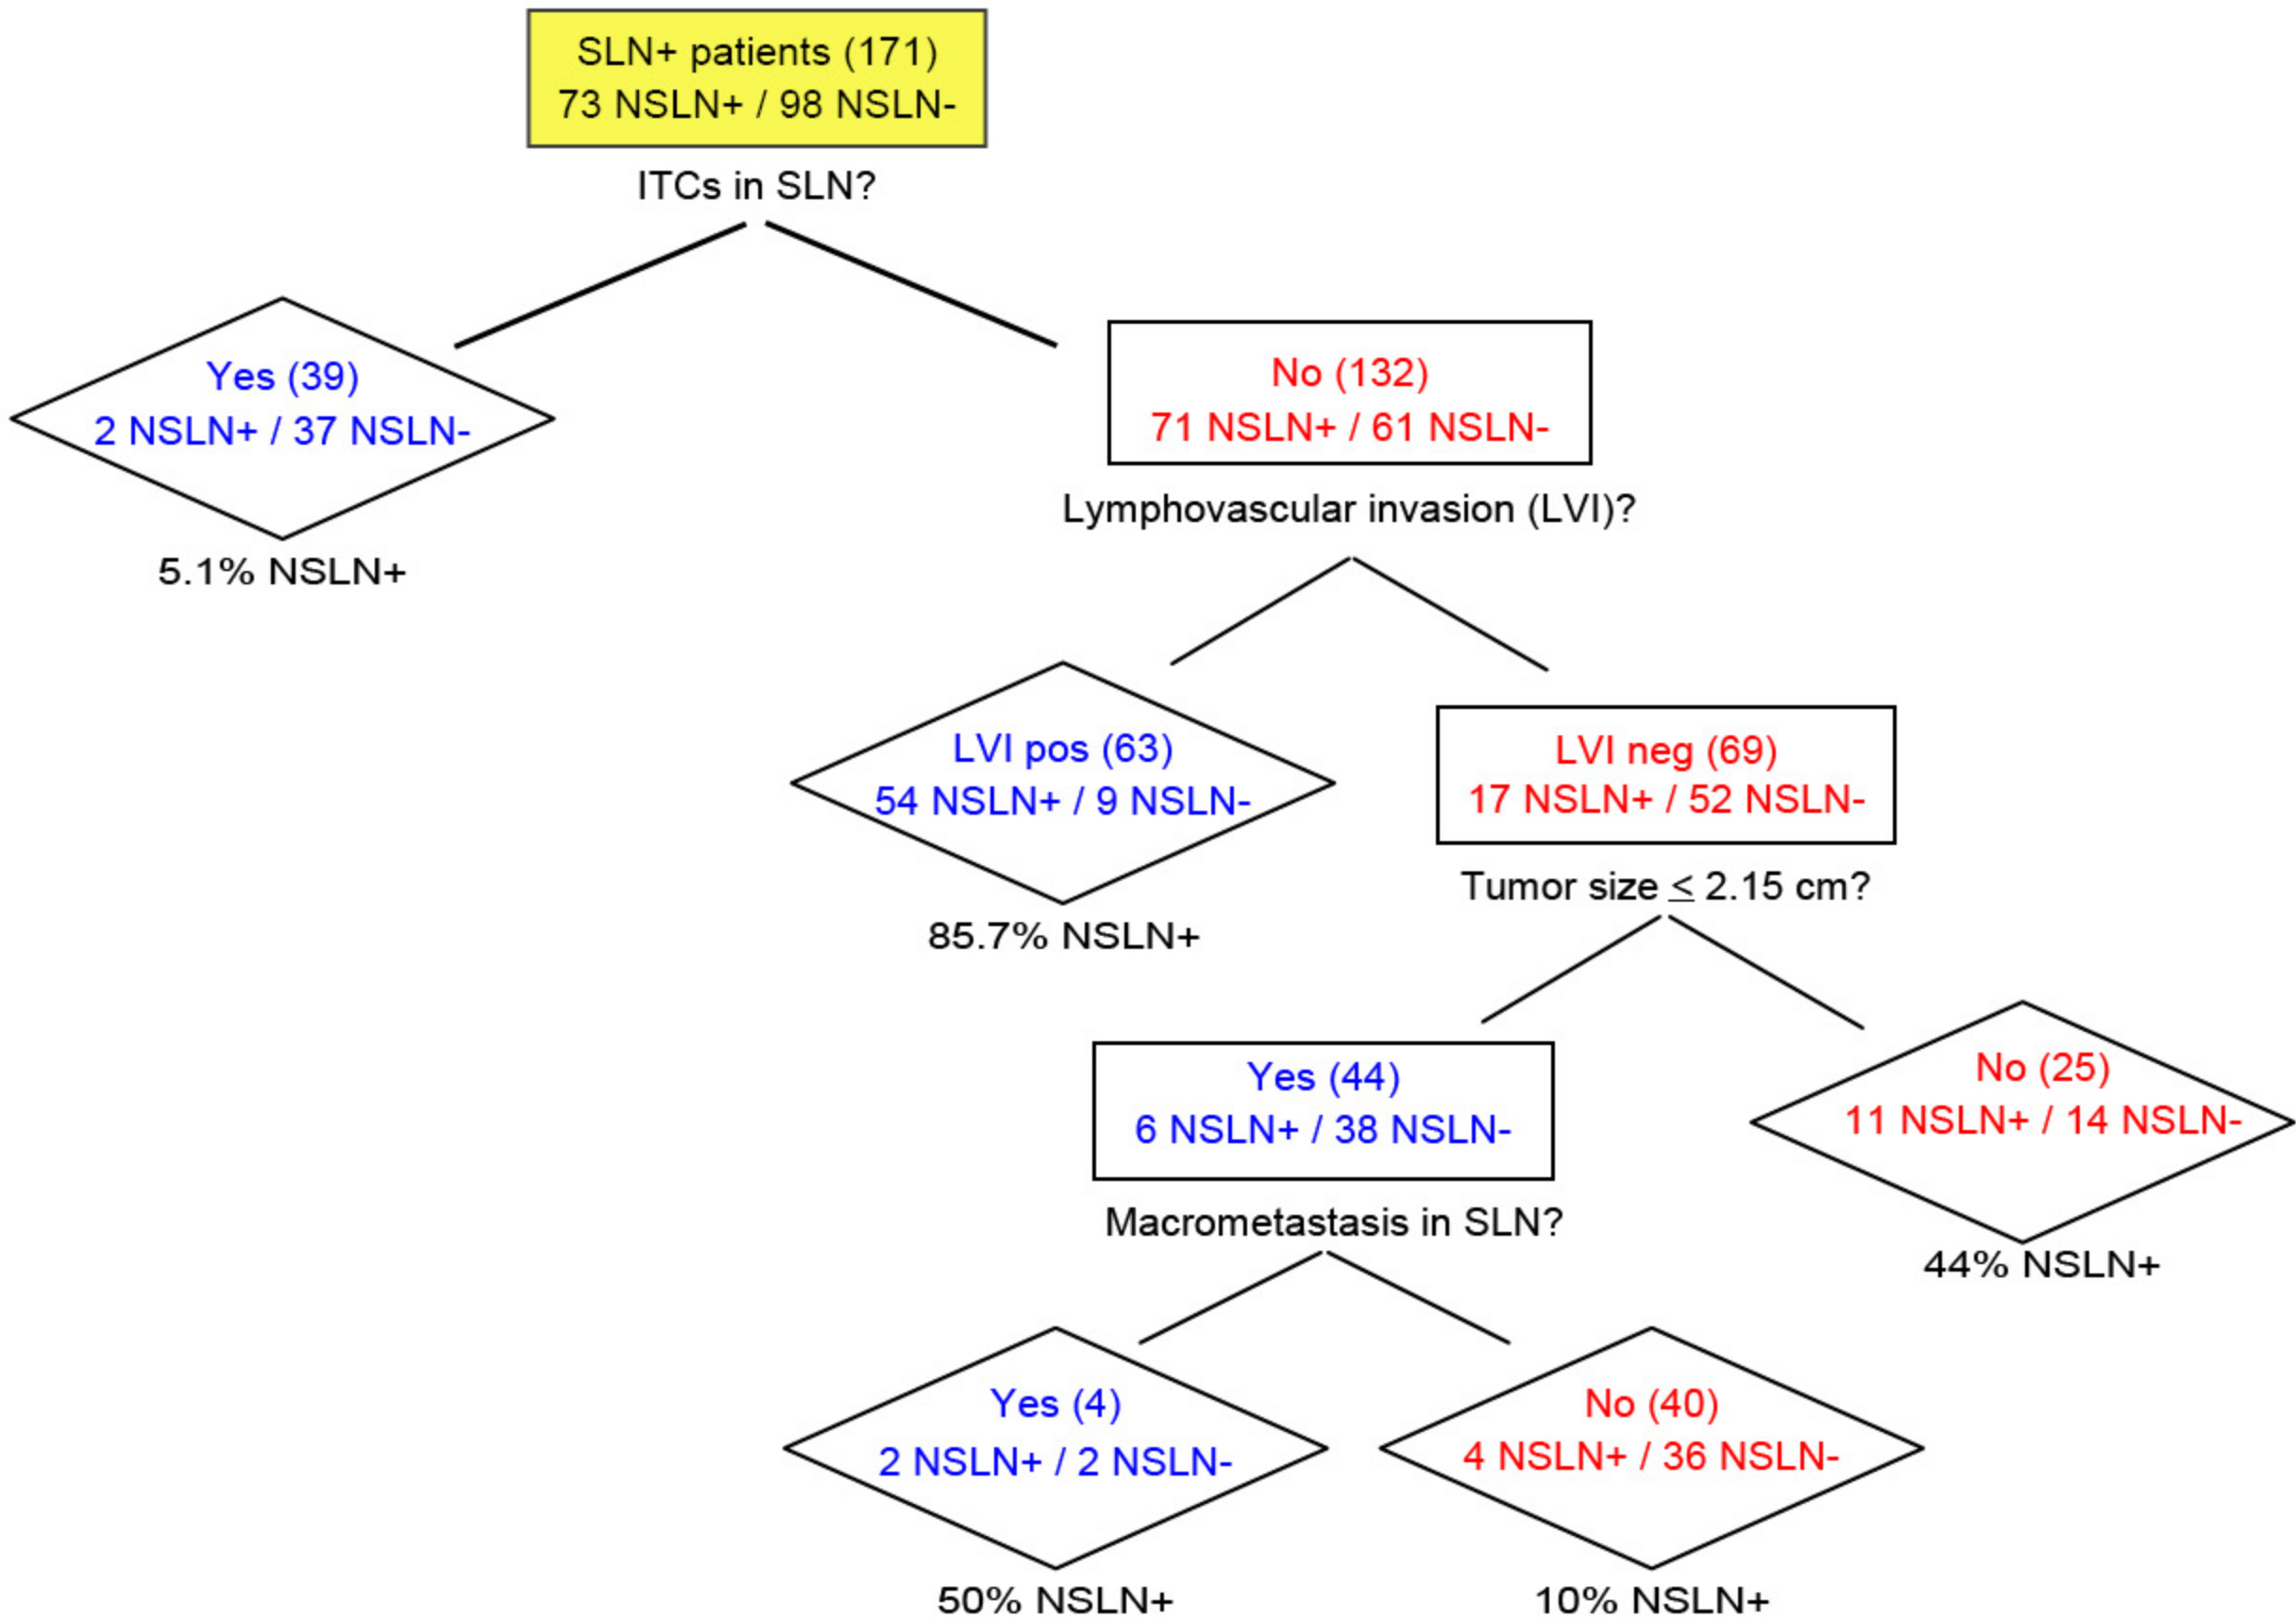 SLN+ patients (171)
73 NSLN+ / 98 NSLN-
ITCs in SLN?
Yes (39)
2 NSLN+ / 37 NSLN-
5.1% NSLN+
No (132)
71 NSLN+ / 61 NSLN-
Lymphovascular invasion (LVI)?
LVI pos (63)
54 NSLN+ / 9 NSLN-
85.7% NSLN+
LVI neg (69)
17 NSLN+ / 52 NSLN-
Tumor size ≤ 2.15 cm?
Yes (44)
6 NSLN+ / 38 NSLN-
No (25)
11 NSLN+ / 14 NSLN-
44% NSLN+
Macrometastasis in SLN?
Yes (4)
2 NSLN+ / 2 NSLN-
50% NSLN+
No (40)
4 NSLN+ / 36 NSLN-
10% NSLN+